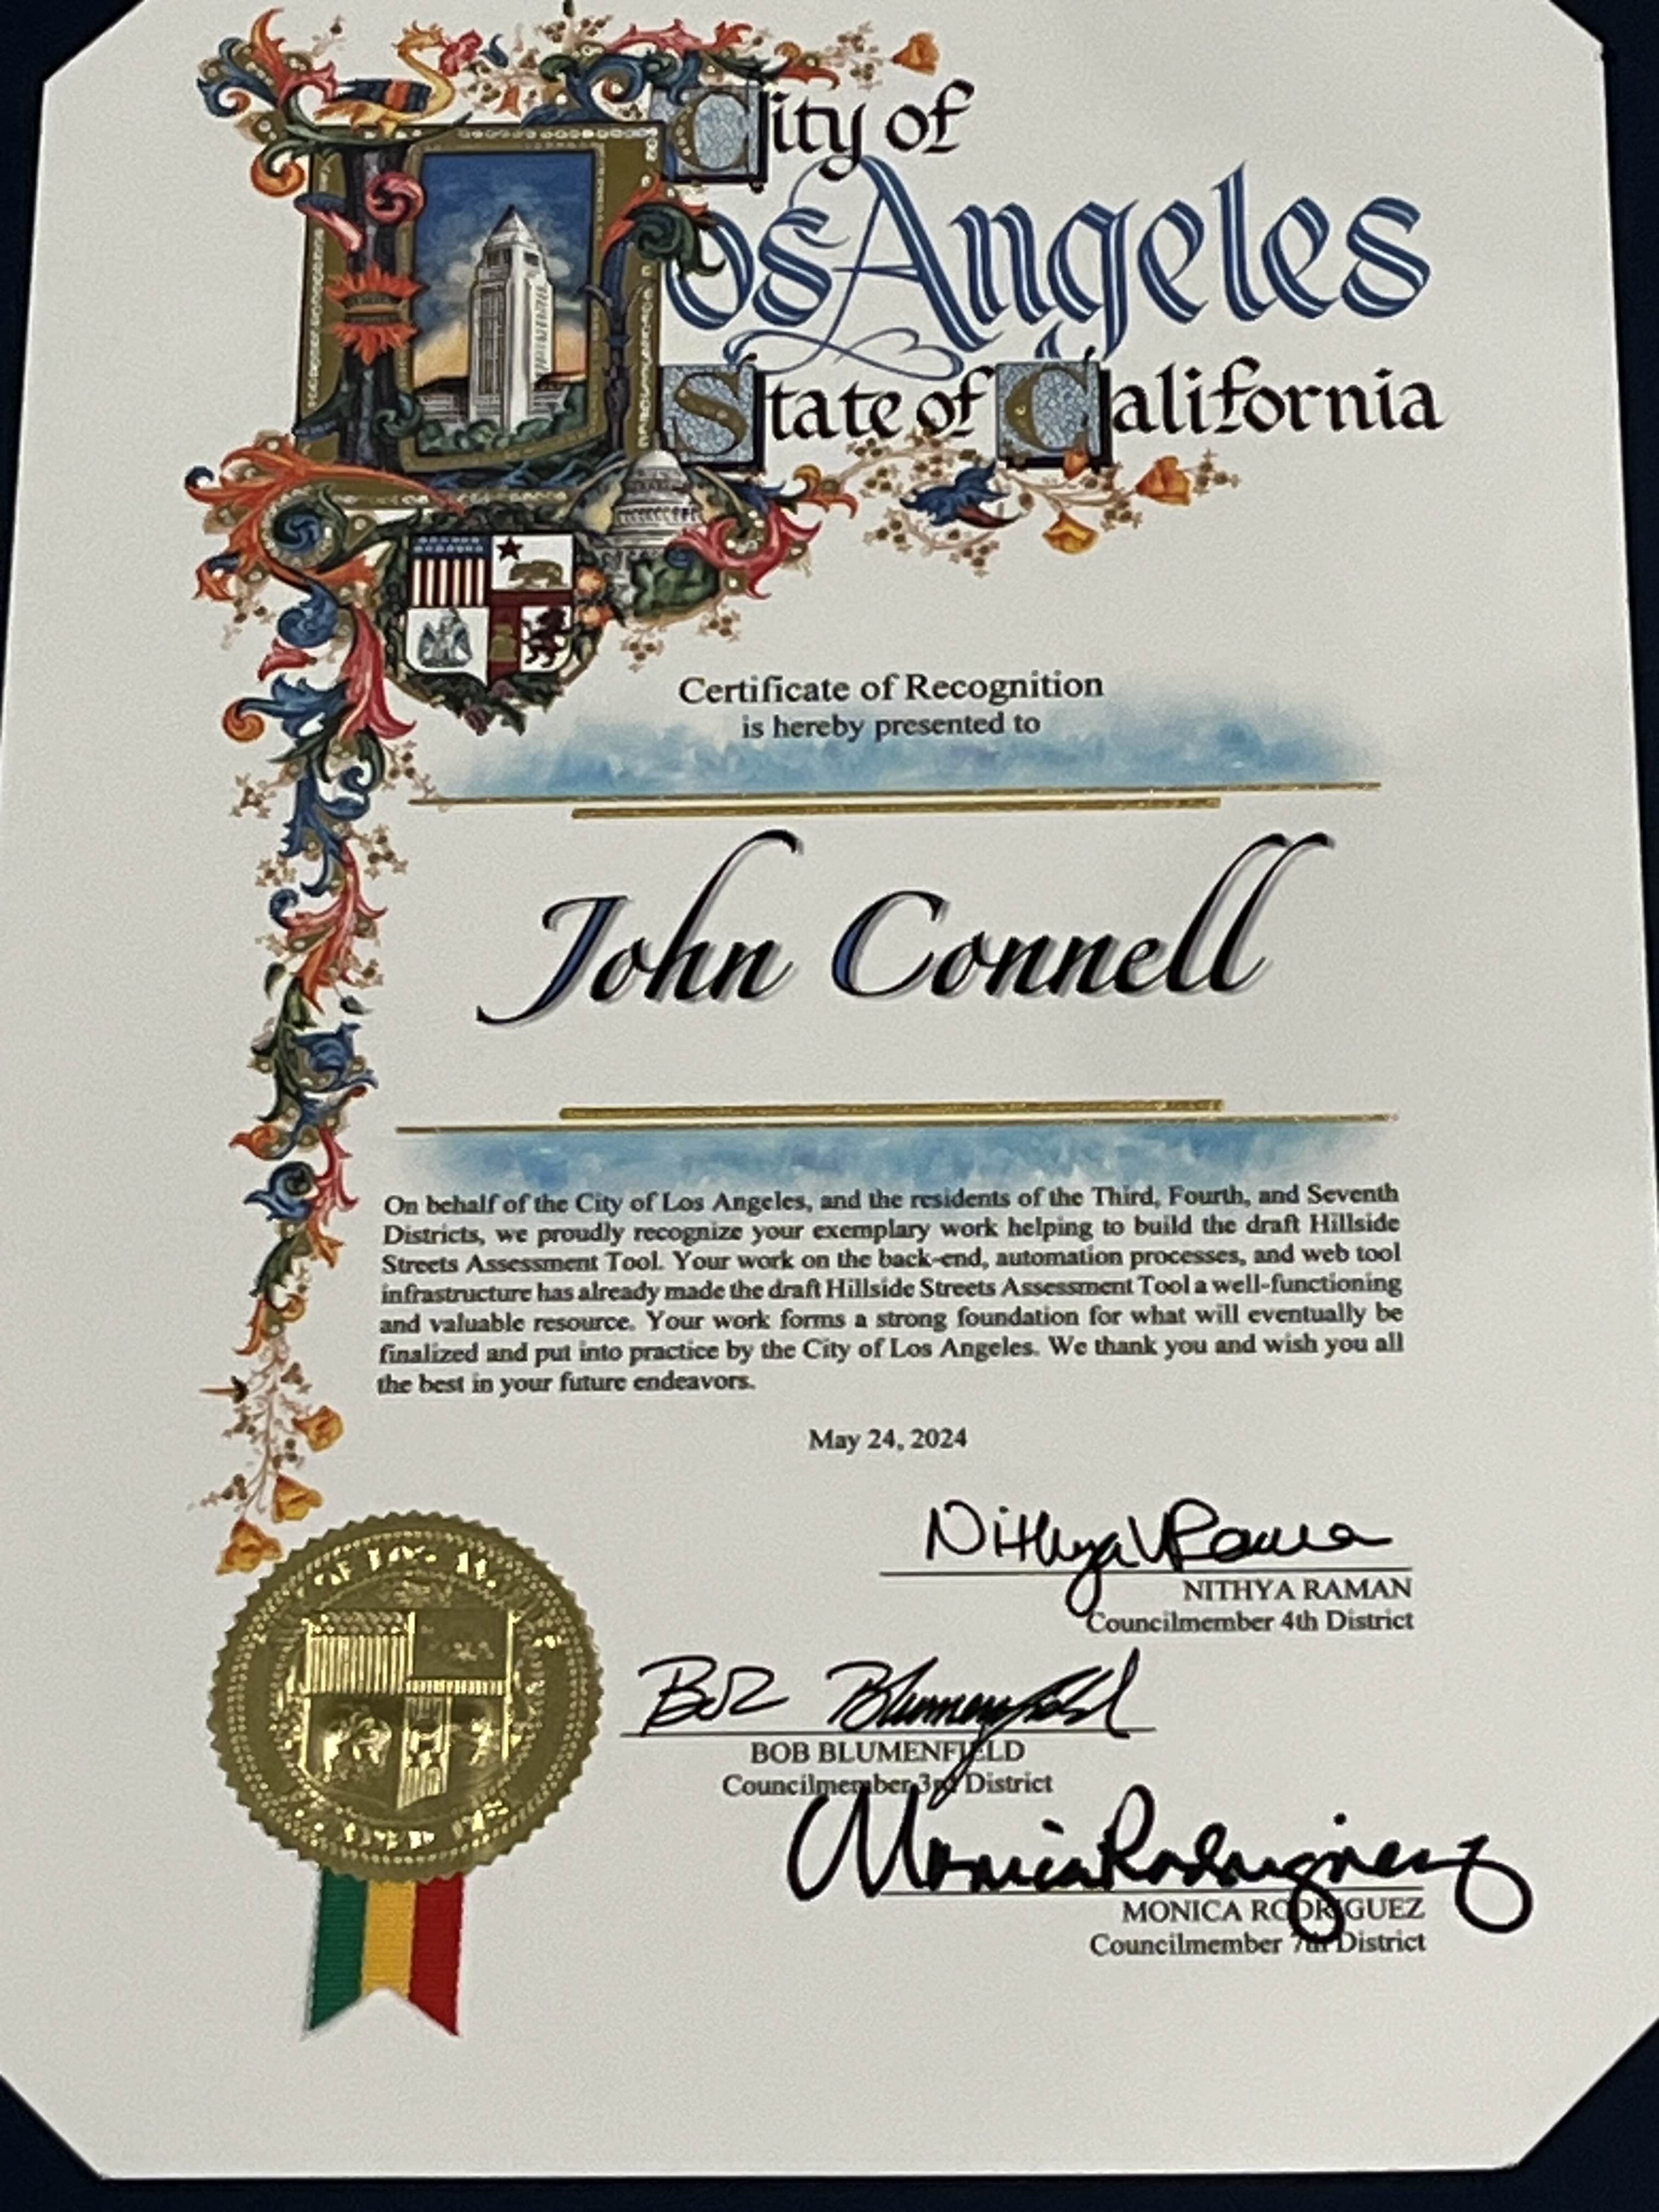 City of
Los Angeles
State of California
Certificate of Recognition
is hereby presented to
John Connell
On behalf of the City of Los Angeles, and the residents of the Third, Fourth, and Seventh
Districts, we proudly recognize your exemplary work helping to build the draft Hillside
Streets Assessment Tool. Your work on the back-end, automation processes, and web tool
infrastructure has already made the draft Hillside Streets Assessment Tool a well-functioning
and valuable resource. Your work forms a strong foundation for what will eventually be
finalized and put into practice by the City of Los Angeles. We thank you and wish you all
the best in your future endeavors.
May 24, 2024
Nithya V Raman
NITHYA RAMAN
Councilmember 4th District
Bob Blumenfield
BOB BLUMENFIELD
Councilmember 3rd District
Monica Rodriguez
MONICA RODRIGUEZ
Councilmember 7th District
OF LOS